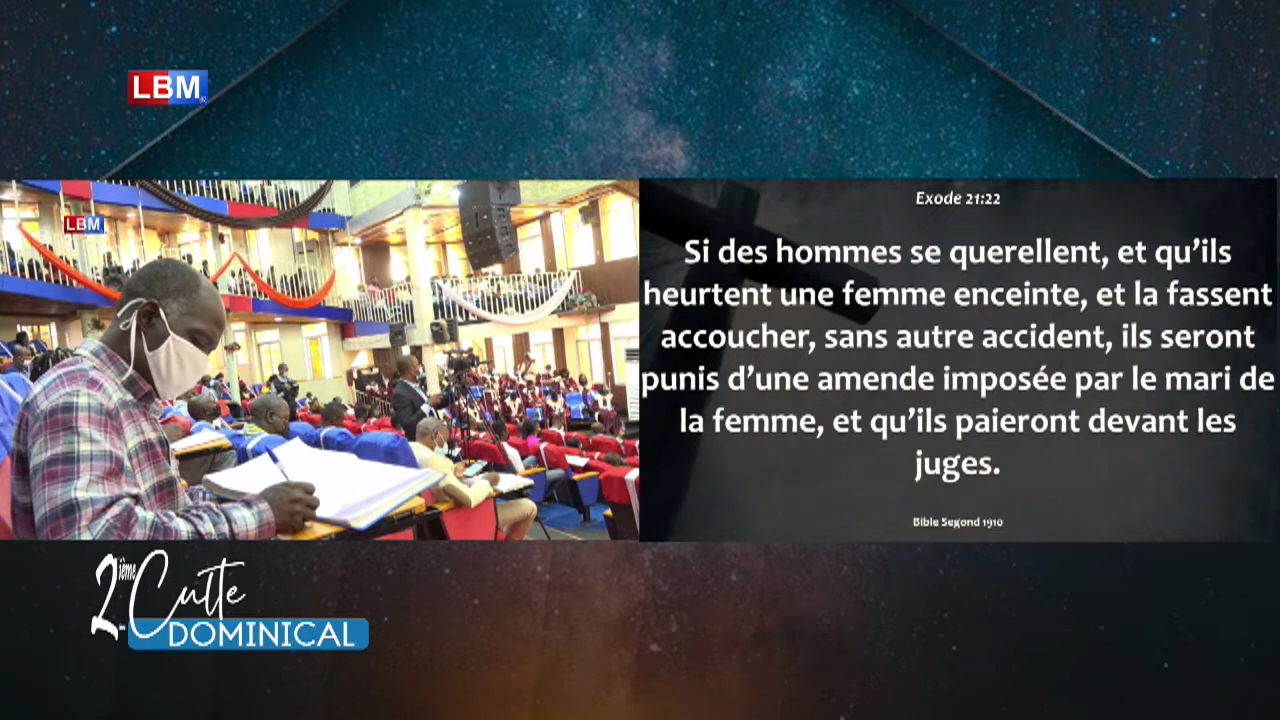 LBM
LBM
Exode 21:22
Si des hommes se querellent, et qu’ils
heurtent une femme enceinte, et la fassent
accoucher, sans autre accident, ils seront
punis d’une amende imposée par le mari de
la femme, et qu’ils paieront devant les
juges.
Bible Segond 1910
2ième Culte
DOMINICAL